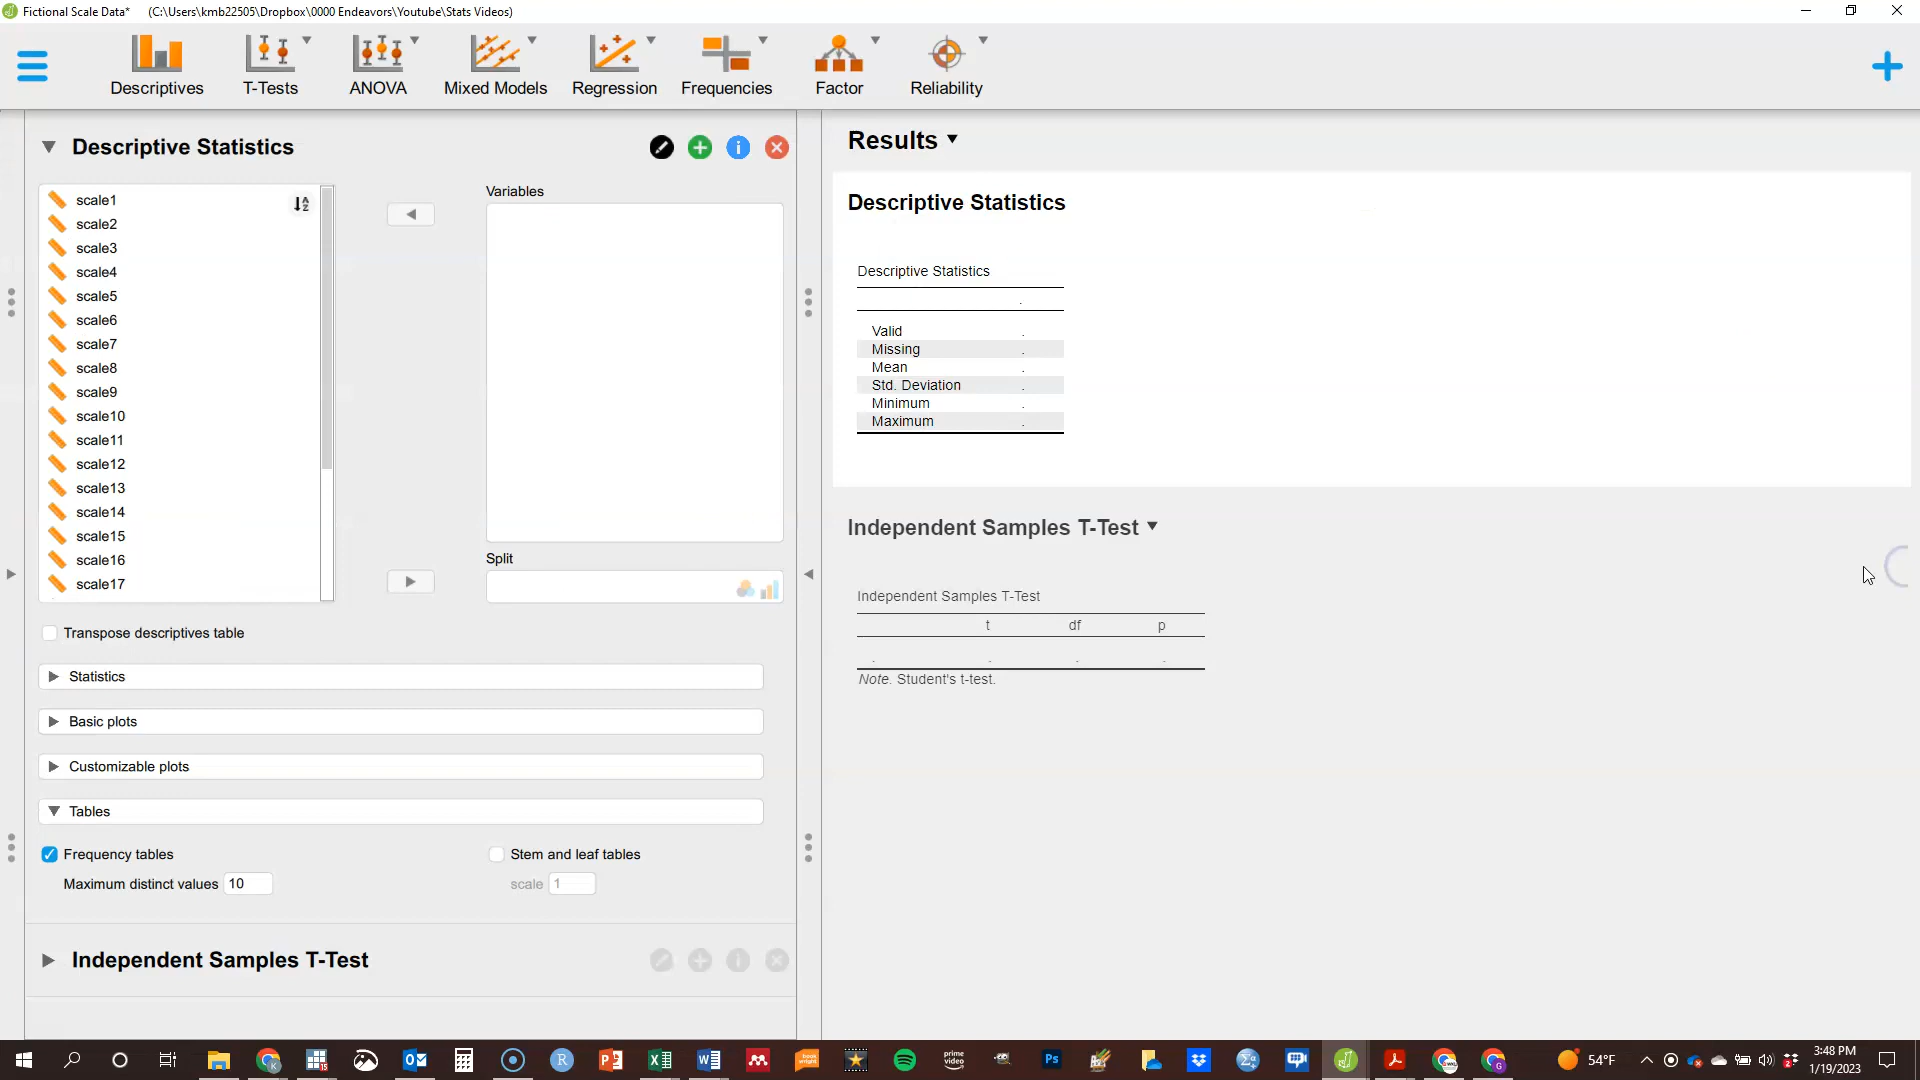 Fictional Scale Data* (C:\Users\kmb22505\Dropbox\0000 Endeavors\Youtube\Stats Videos)
Descriptives T-Tests ANOVA Mixed Models Regression Frequencies Factor Reliability
Descriptive Statistics
scale1
scale2
scale3
scale4
scale5
scale6
scale7
scale8
scale9
scale10
scale11
scale12
scale13
scale14
scale15
scale16
scale17
Variables
Split
Transpose descriptives table
Statistics
Basic plots
Customizable plots
Tables
Frequency tables
Stem and leaf tables
Maximum distinct values 10
scale 1
Independent Samples T-Test
Results
Descriptive Statistics
Descriptive Statistics
.
Valid .
Missing .
Mean .
Std. Deviation .
Minimum .
Maximum .
Independent Samples T-Test
Independent Samples T-Test
t df p
. . . .
Note. Student's t-test.
54°F
3:48 PM
1/19/2023